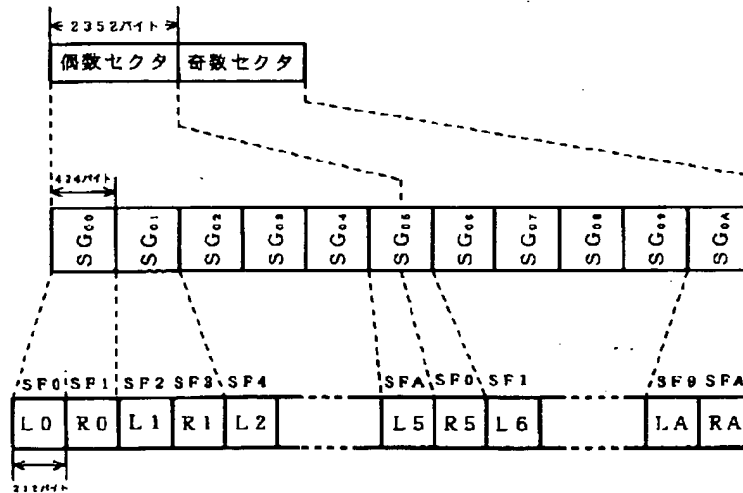 2352バイト
偶数セクタ 奇数セクタ
424バイト
SG00 SG01 SG02 SG03 SG04 SG05 SG06 SG07 SG08 SG09 SG0A
SF0 SF1 SF2 SF3 SF4 SFA SF0 SF1 SF9 SFA
L0 R0 L1 R1 L2 L5 R5 L6 LA RA
212バイト